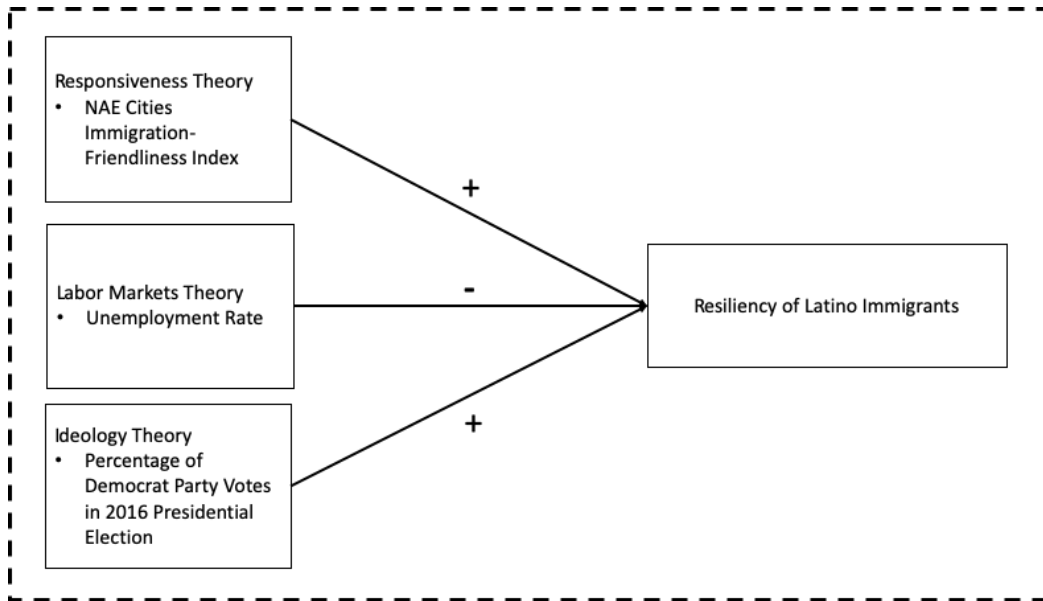 Responsiveness Theory
• NAE Cities
Immigration-
Friendliness Index
+
Labor Markets Theory
• Unemployment Rate
-
Resiliency of Latino Immigrants
Ideology Theory
• Percentage of
Democrat Party Votes
in 2016 Presidential
Election
+